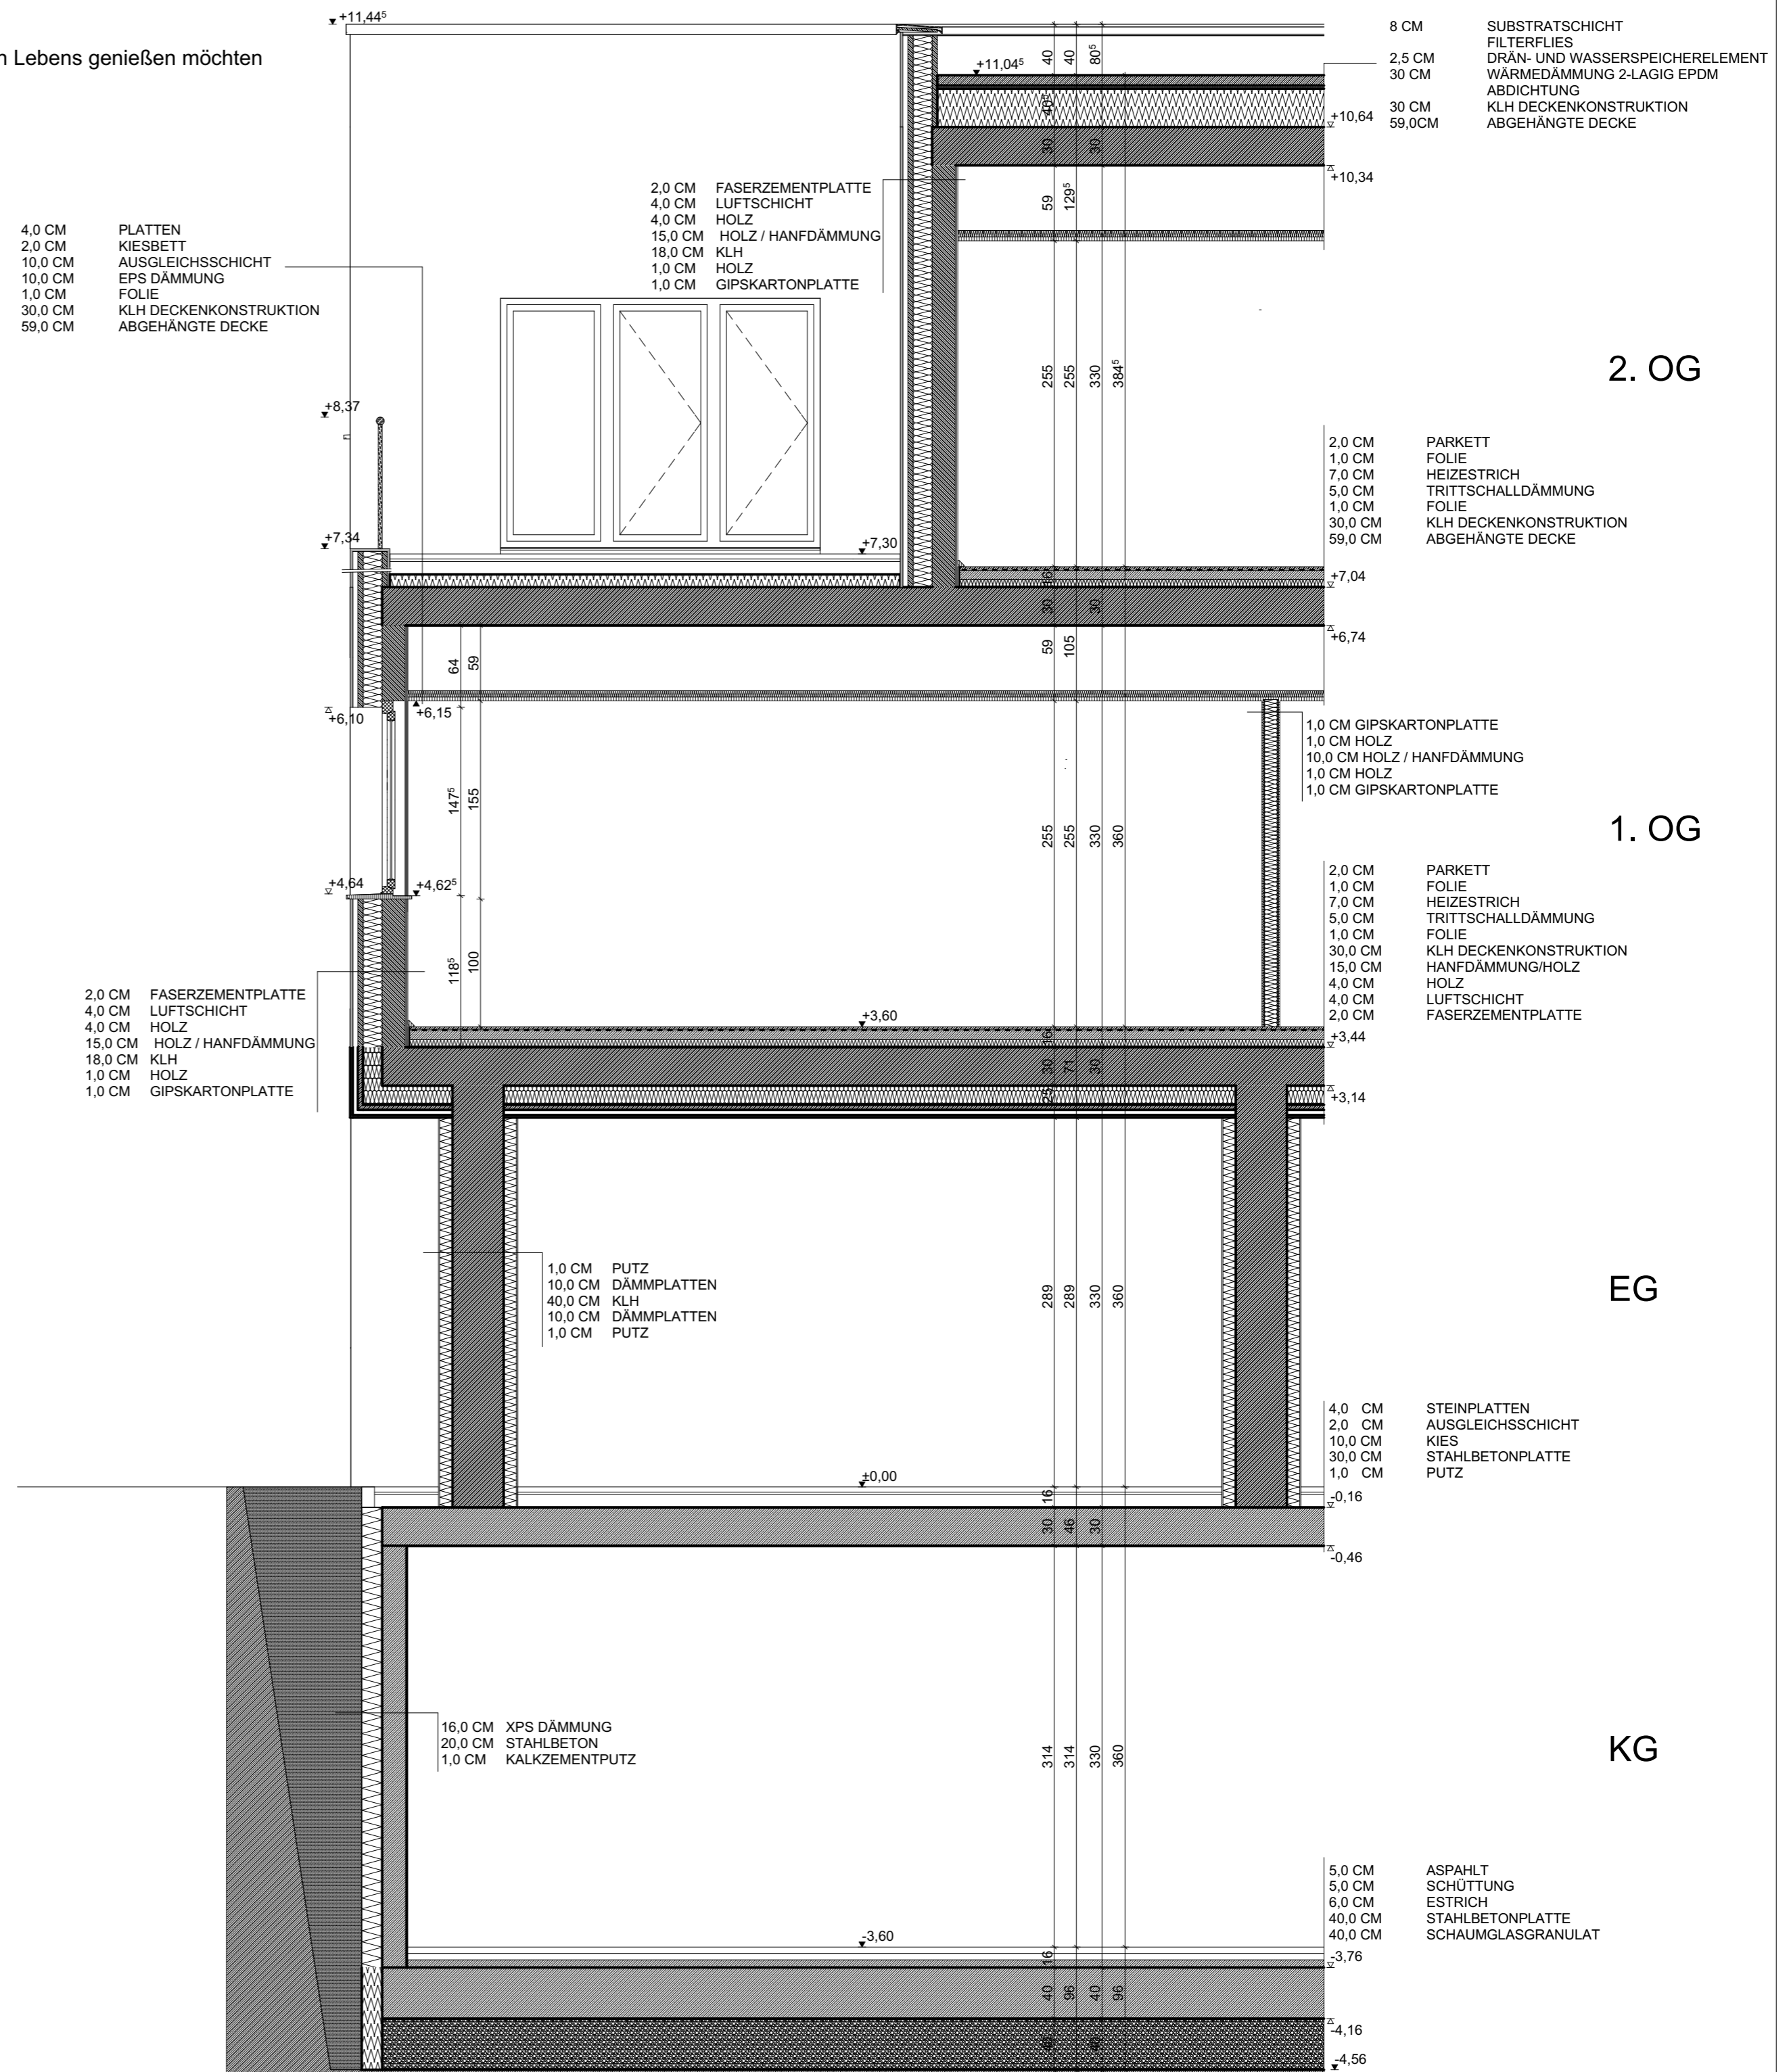 +11,44⁵
n Lebens genießen möchten
8 CM SUBSTRATSCHICHT
FILTERFLIES
2,5 CM DRÄN- UND WASSERSPEICHERELEMENT
30 CM WÄRMEDÄMMUNG 2-LAGIG EPDM
ABDICHTUNG
30 CM KLH DECKENKONSTRUKTION
59,0CM ABGEHÄNGTE DECKE
40
40
80⁵
+11,04⁵
40⁵
+10,64
30
30
+10,34
59
129⁵
2,0 CM FASERZEMENTPLATTE
4,0 CM LUFTSCHICHT
4,0 CM HOLZ
15,0 CM HOLZ / HANFDÄMMUNG
18,0 CM KLH
1,0 CM HOLZ
1,0 CM GIPSKARTONPLATTE
4,0 CM PLATTEN
2,0 CM KIESBETT
10,0 CM AUSGLEICHSSCHICHT
10,0 CM EPS DÄMMUNG
1,0 CM FOLIE
30,0 CM KLH DECKENKONSTRUKTION
59,0 CM ABGEHÄNGTE DECKE
255
255
330
384⁵
2. OG
+8,37
2,0 CM PARKETT
1,0 CM FOLIE
7,0 CM HEIZESTRICH
5,0 CM TRITTSCHALLDÄMMUNG
1,0 CM FOLIE
30,0 CM KLH DECKENKONSTRUKTION
59,0 CM ABGEHÄNGTE DECKE
+7,34
+7,30
16
+7,04
30
30
+6,74
64
59
59
105
+6,10
+6,15
1,0 CM GIPSKARTONPLATTE
1,0 CM HOLZ
10,0 CM HOLZ / HANFDÄMMUNG
1,0 CM HOLZ
1,0 CM GIPSKARTONPLATTE
147⁵
155
255
255
330
360
1. OG
+4,64
+4,62⁵
2,0 CM PARKETT
1,0 CM FOLIE
7,0 CM HEIZESTRICH
5,0 CM TRITTSCHALLDÄMMUNG
1,0 CM FOLIE
30,0 CM KLH DECKENKONSTRUKTION
15,0 CM HANFDÄMMUNG/HOLZ
4,0 CM HOLZ
4,0 CM LUFTSCHICHT
2,0 CM FASERZEMENTPLATTE
118⁵
100
2,0 CM FASERZEMENTPLATTE
4,0 CM LUFTSCHICHT
4,0 CM HOLZ
15,0 CM HOLZ / HANFDÄMMUNG
18,0 CM KLH
1,0 CM HOLZ
1,0 CM GIPSKARTONPLATTE
+3,60
16
+3,44
30
71
30
25
+3,14
1,0 CM PUTZ
10,0 CM DÄMMPLATTEN
40,0 CM KLH
10,0 CM DÄMMPLATTEN
1,0 CM PUTZ
289
289
330
360
EG
4,0 CM STEINPLATTEN
2,0 CM AUSGLEICHSSCHICHT
10,0 CM KIES
30,0 CM STAHLBETONPLATTE
1,0 CM PUTZ
±0,00
16
-0,16
30
46
30
-0,46
16,0 CM XPS DÄMMUNG
20,0 CM STAHLBETON
1,0 CM KALKZEMENTPUTZ
314
314
330
360
KG
5,0 CM ASPAHLT
5,0 CM SCHÜTTUNG
6,0 CM ESTRICH
40,0 CM STAHLBETONPLATTE
40,0 CM SCHAUMGLASGRANULAT
-3,60
16
-3,76
40
96
40
96
-4,16
40
40
-4,56